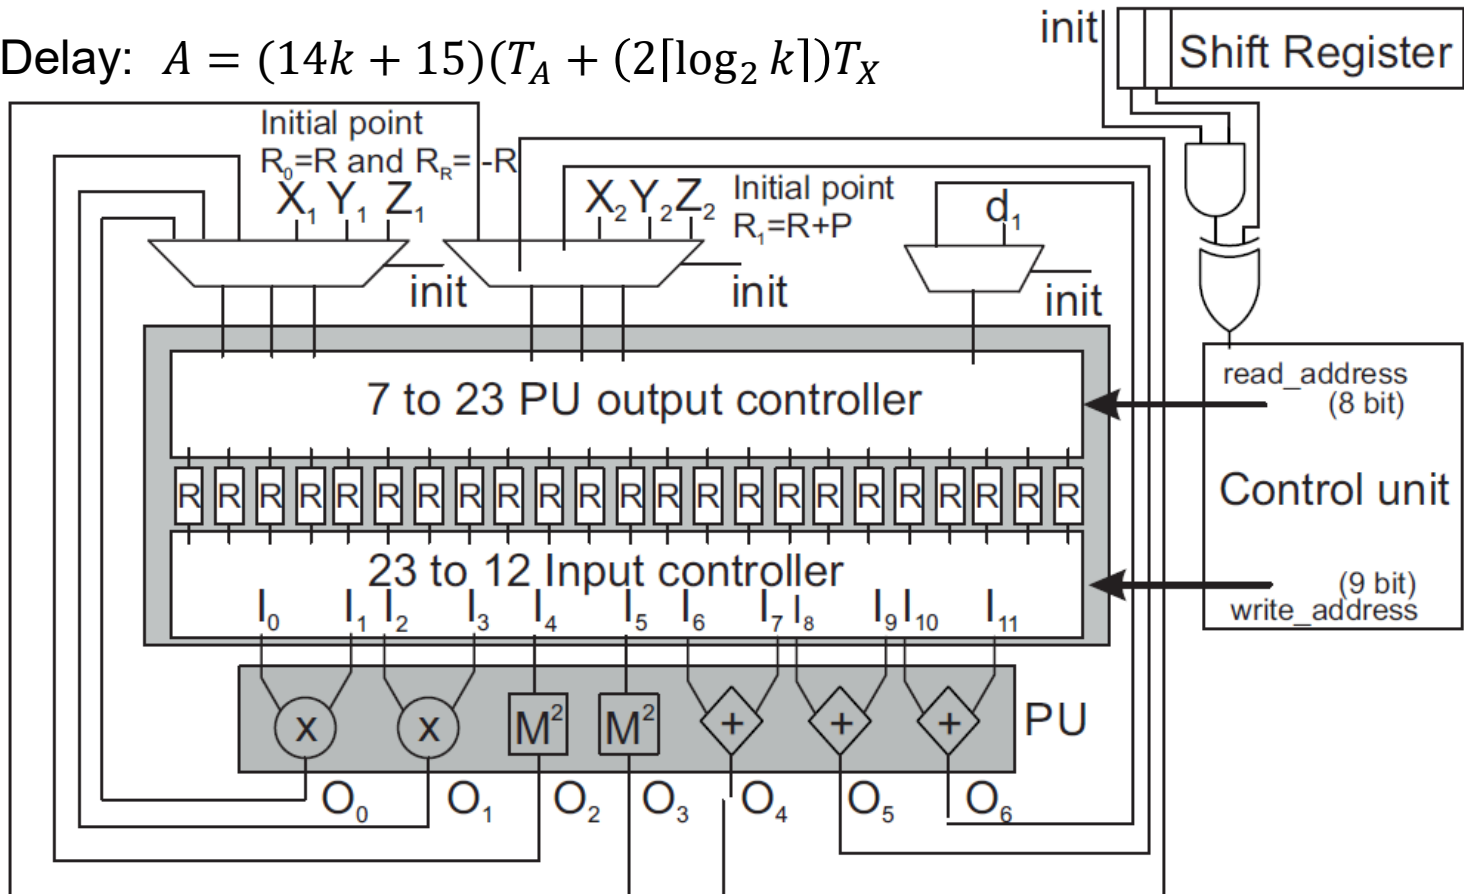 Delay: A = (14k + 15)(T_A + (2⌈log₂ k⌉)T_X
init
Shift Register
Initial point
R₀=R and R_R= -R
X₁ Y₁ Z₁
X₂ Y₂ Z₂
Initial point
R₁=R+P
d₁
init
init
init
7 to 23 PU output controller
read_address
(8 bit)
R R R R R R R R R R R R R R R R R R R R R R R
Control unit
23 to 12 Input controller
(9 bit)
write_address
I₀ I₁ I₂ I₃ I₄ I₅ I₆ I₇ I₈ I₉ I₁₀ I₁₁
x x M² M² + + + PU
O₀ O₁ O₂ O₃ O₄ O₅ O₆